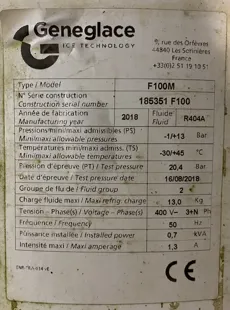 Geneglace
ICE TECHNOLOGY
9, rue des Orfèvres
44840 Les Sorinières
France
+33(0)2 51 19 10 51
Type / Model F100M
N° Série construction
Construction serial number 185351 F100
Année de fabrication
Manufacturing year 2018 Fluide/ Fluid R404A
Pressions mini/maxi admissibles (PS)
Mini/maxi allowable pressures -1/+13 Bar
Températures mini/maxi admiss. (TS)
Mini/maxi allowable temperatures -30/+45 °C
Pression d'épreuve (PT) / Test pressure 20,4 Bar
Date d'épreuve / Test pressure date 16/08/2018
Groupe de fluide / Fluid group 2
Charge fluide maxi / Maxi refrig. charge 13,0 Kg
Tension - Phase(s) / Voltage - Phase(s) 400 V~ 3+N Ph
Fréquence / Frequency 50 Hz
Puissance installée / Installed power 0,7 kVA
Intensité maxi / Maxi amperage 1,3 A
CE